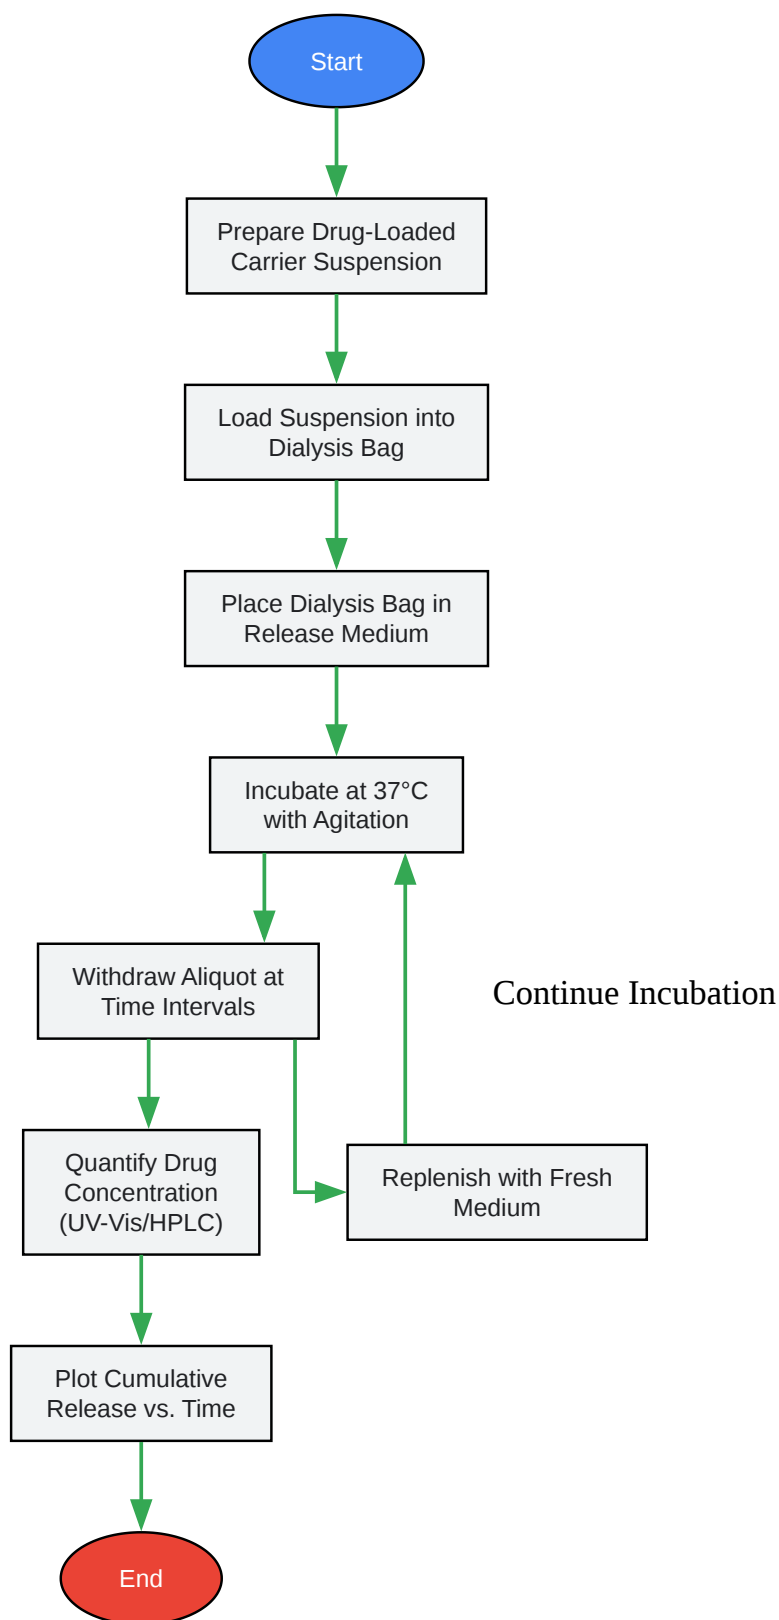 Start
Prepare Drug-Loaded
Carrier Suspension
Load Suspension into
Dialysis Bag
Place Dialysis Bag in
Release Medium
Incubate at 37°C
with Agitation
Withdraw Aliquot at
Time Intervals
Continue Incubation
Quantify Drug
Concentration
(UV-Vis/HPLC)
Replenish with Fresh
Medium
Plot Cumulative
Release vs. Time
End